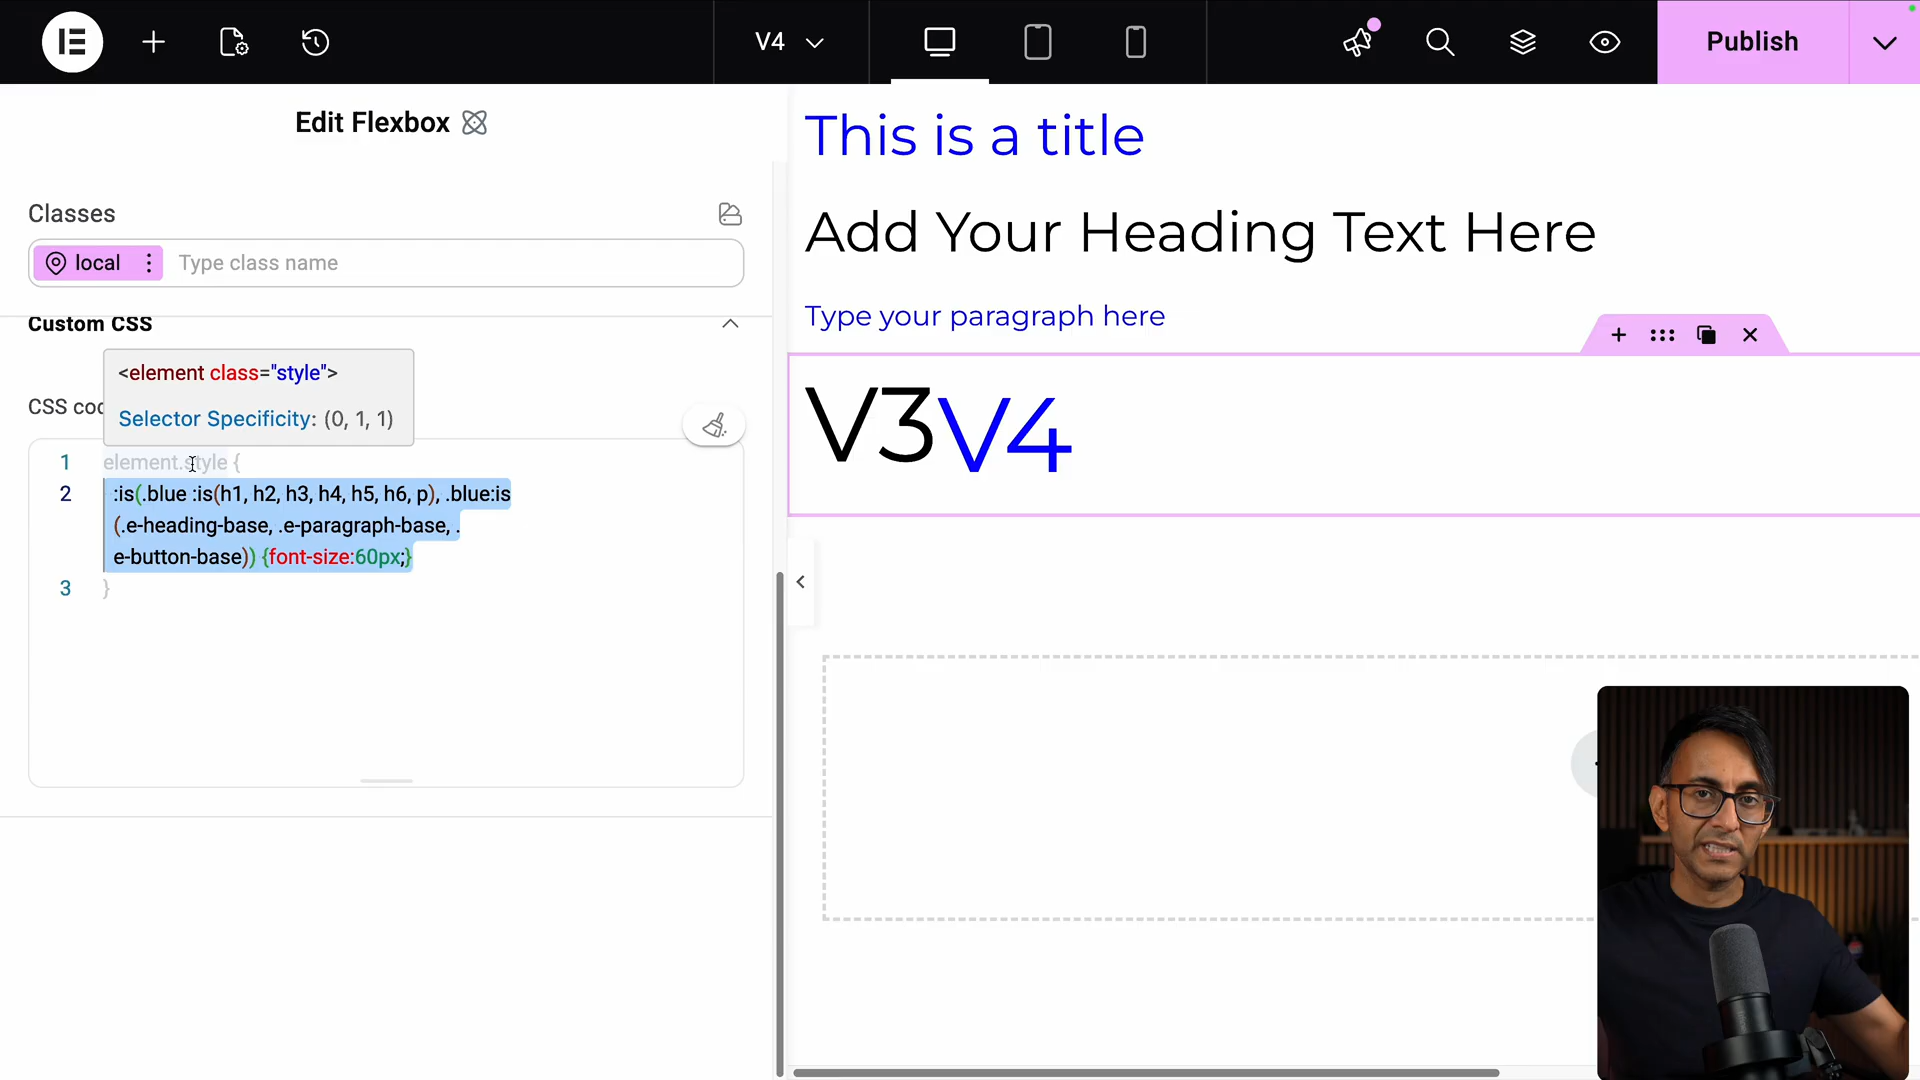 V4
Publish
Edit Flexbox
Classes
local
Type class name
Custom CSS
<element class="style">
Selector Specificity: (0, 1, 1)
CSS coc
1 element.style {
2 :is(.blue :is(h1, h2, h3, h4, h5, h6, p), .blue:is
(.e-heading-base, .e-paragraph-base, .
e-button-base)) {font-size:60px;}
3 }
This is a title
Add Your Heading Text Here
Type your paragraph here
V3V4